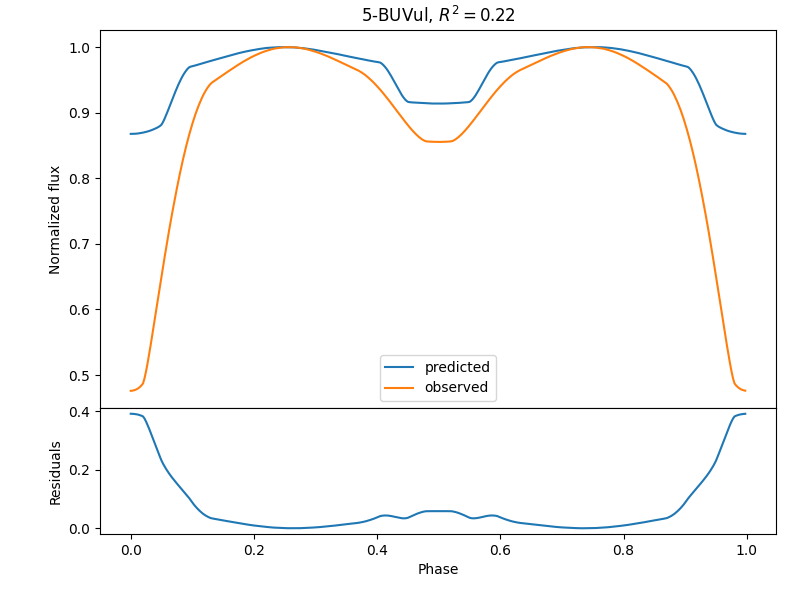 5-BUVul, $R^2 = 0.22$
Normalized flux
1.0
0.9
0.8
0.7
0.6
0.5
predicted
observed
Residuals
0.4
0.2
0.0
0.0 0.2 0.4 0.6 0.8 1.0
Phase